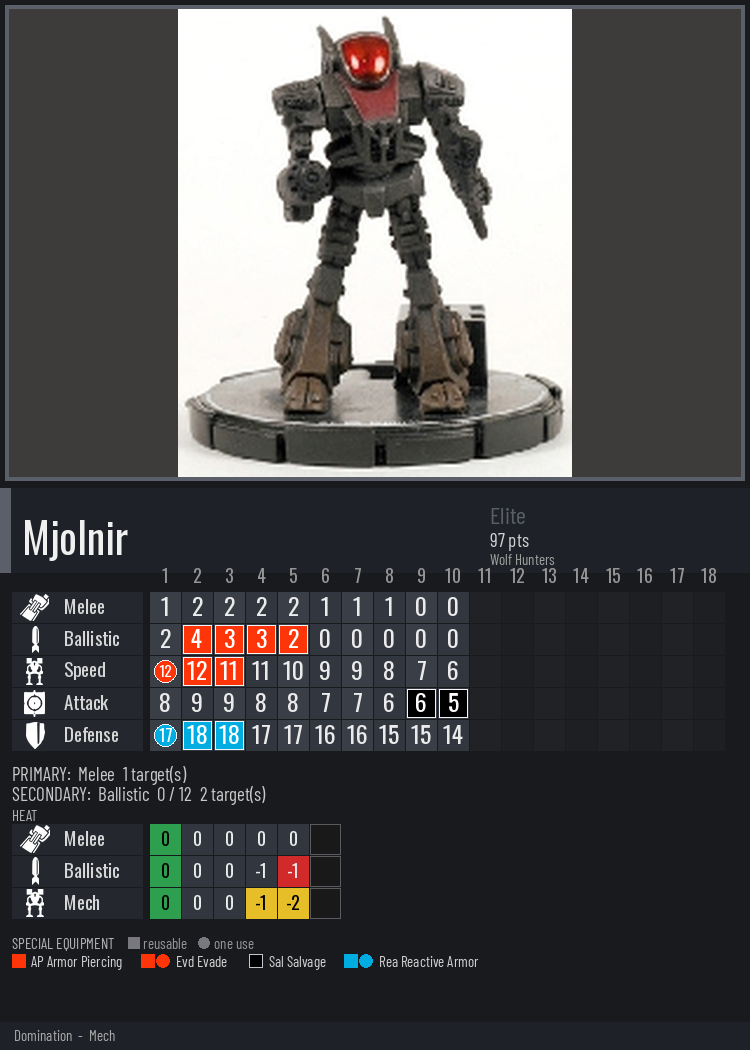 Mjolnir
Elite
97 pts
Wolf Hunters
1 2 3 4 5 6 7 8 9 10 11 12 13 14 15 16 17 18
Melee 1 2 2 2 2 1 1 1 0 0
Ballistic 2 4 3 3 2 0 0 0 0 0
Speed 12 12 11 11 10 9 9 8 7 6
Attack 8 9 9 8 8 7 7 6 6 5
Defense 17 18 18 17 17 16 16 15 15 14
PRIMARY: Melee 1 target(s)
SECONDARY: Ballistic 0 / 12 2 target(s)
HEAT
Melee 0 0 0 0 0
Ballistic 0 0 0 -1 -1
Mech 0 0 0 -1 -2
SPECIAL EQUIPMENT reusable one use
AP Armor Piercing Evd Evade Sal Salvage Rea Reactive Armor
Domination - Mech